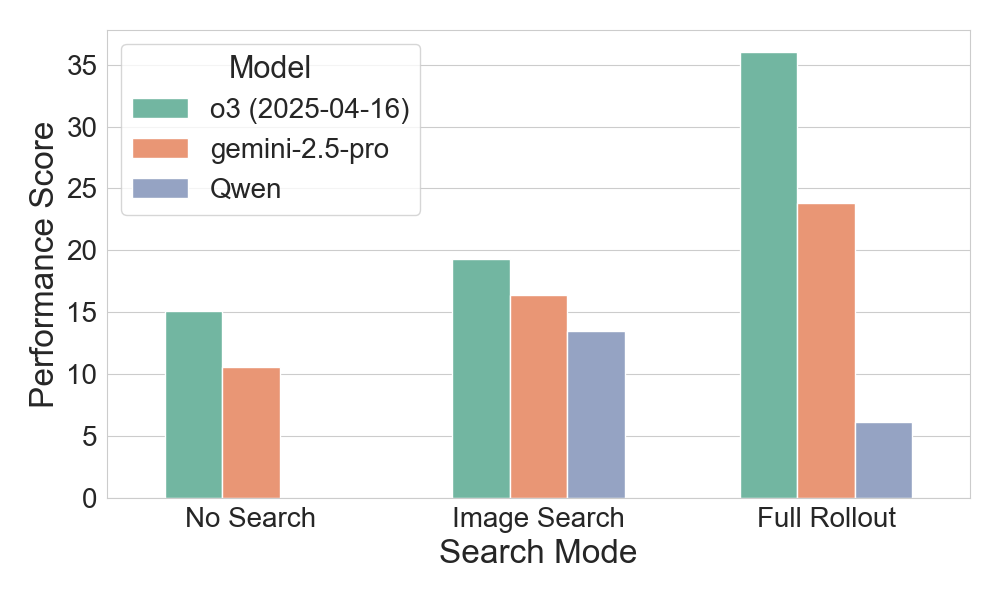 Model
o3 (2025-04-16)
gemini-2.5-pro
Qwen
Performance Score
35
30
25
20
15
10
5
0
No Search
Image Search
Full Rollout
Search Mode